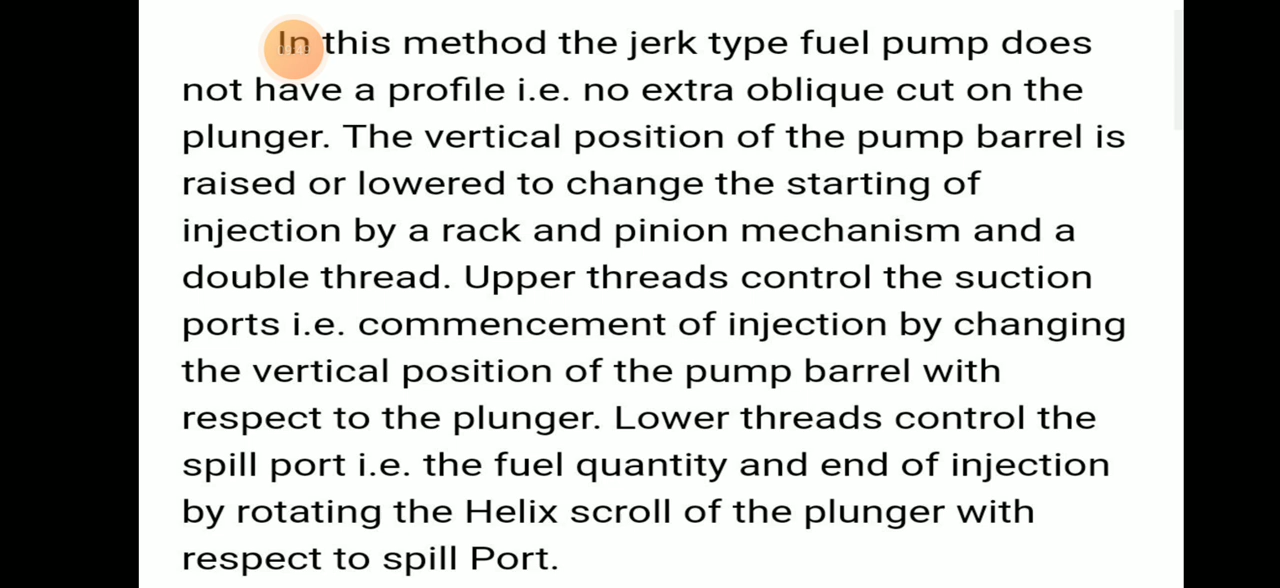 In this method the jerk type fuel pump does
not have a profile i.e. no extra oblique cut on the
plunger. The vertical position of the pump barrel is
raised or lowered to change the starting of
injection by a rack and pinion mechanism and a
double thread. Upper threads control the suction
ports i.e. commencement of injection by changing
the vertical position of the pump barrel with
respect to the plunger. Lower threads control the
spill port i.e. the fuel quantity and end of injection
by rotating the Helix scroll of the plunger with
respect to spill Port.